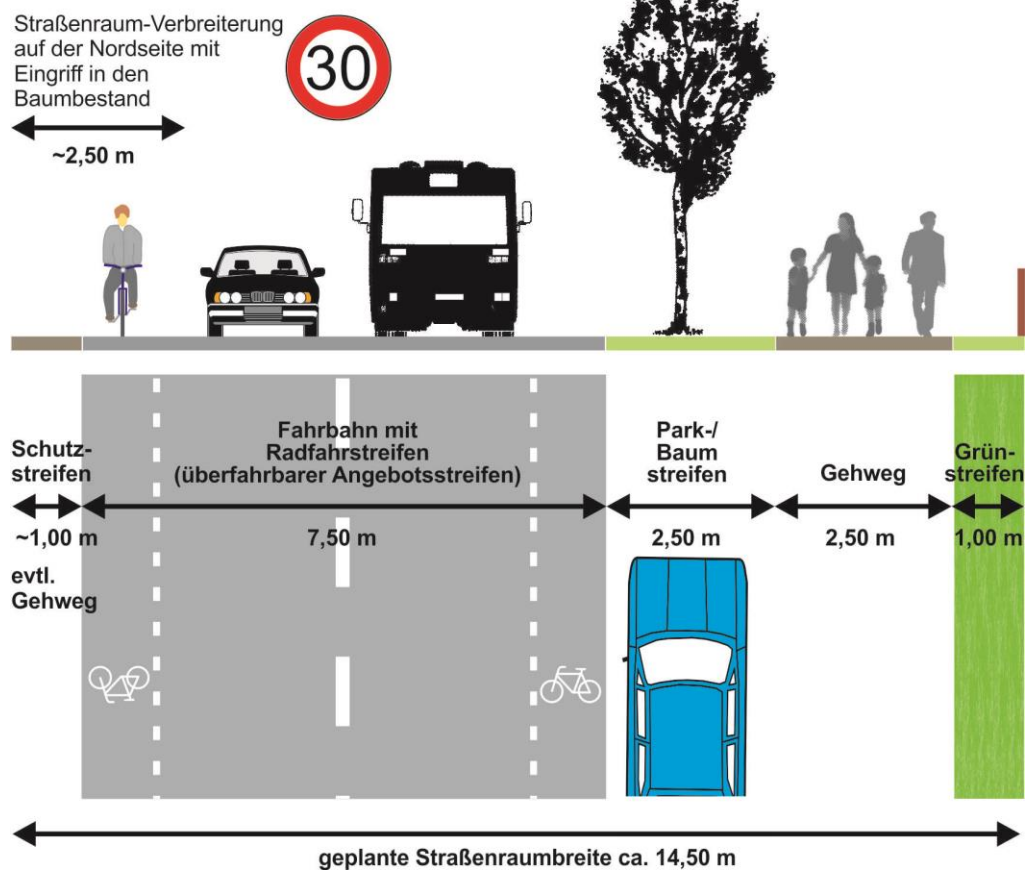 Straßenraum-Verbreiterung
auf der Nordseite mit
Eingriff in den
Baumbestand
~2,50 m
30
Schutz-
streifen
~1,00 m
evtl.
Gehweg
Fahrbahn mit
Radfahrstreifen
(überfahrbarer Angebotsstreifen)
7,50 m
Park-/
Baum
streifen
2,50 m
Gehweg
2,50 m
Grün-
streifen
1,00 m
geplante Straßenraumbreite ca. 14,50 m